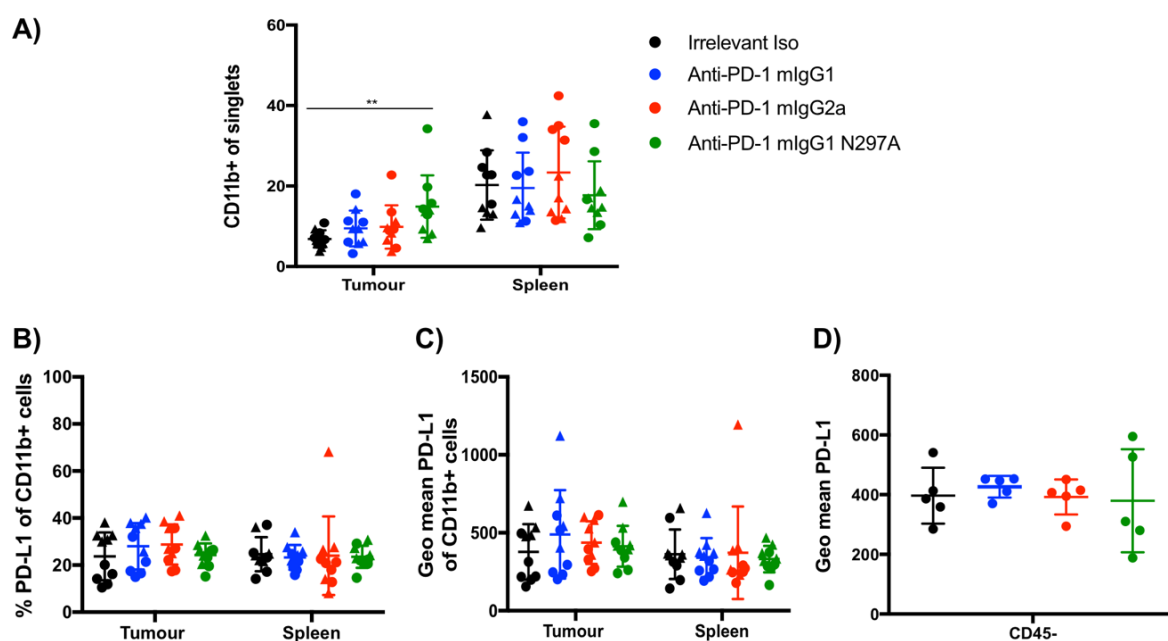 A)
CD11b+ of singlets
60
40
20
0
**
Tumour Spleen
Irrelevant Iso
Anti-PD-1 mIgG1
Anti-PD-1 mIgG2a
Anti-PD-1 mIgG1 N297A
B)
% PD-L1 of CD11b+ cells
100
80
60
40
20
0
Tumour Spleen
C)
Geo mean PD-L1
of CD11b+ cells
1500
1000
500
0
Tumour Spleen
D)
Geo mean PD-L1
800
600
400
200
0
CD45-